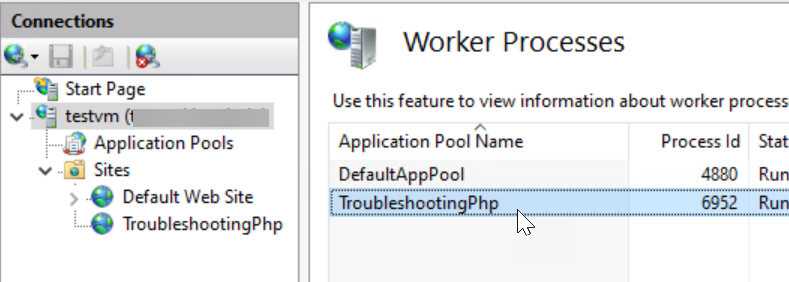 Connections
Start Page
testvm (
Application Pools
Sites
Default Web Site
TroubleshootingPhp
Worker Processes
Use this feature to view information about worker process
Application Pool Name Process Id Stat
DefaultAppPool 4880 Run
TroubleshootingPhp 6952 Run